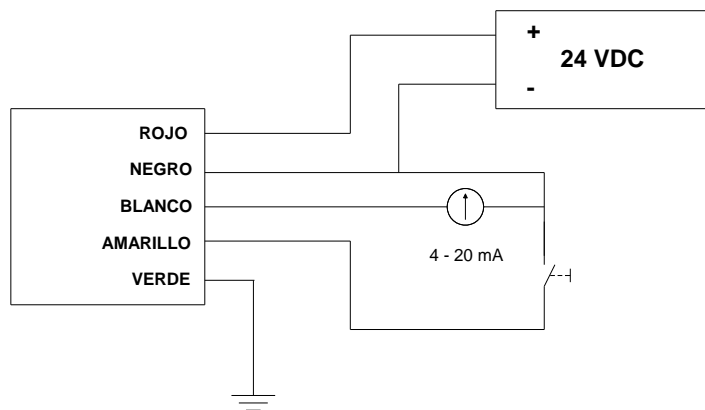 +
24 VDC
-
ROJO
NEGRO
BLANCO
AMARILLO
4 - 20 mA
VERDE